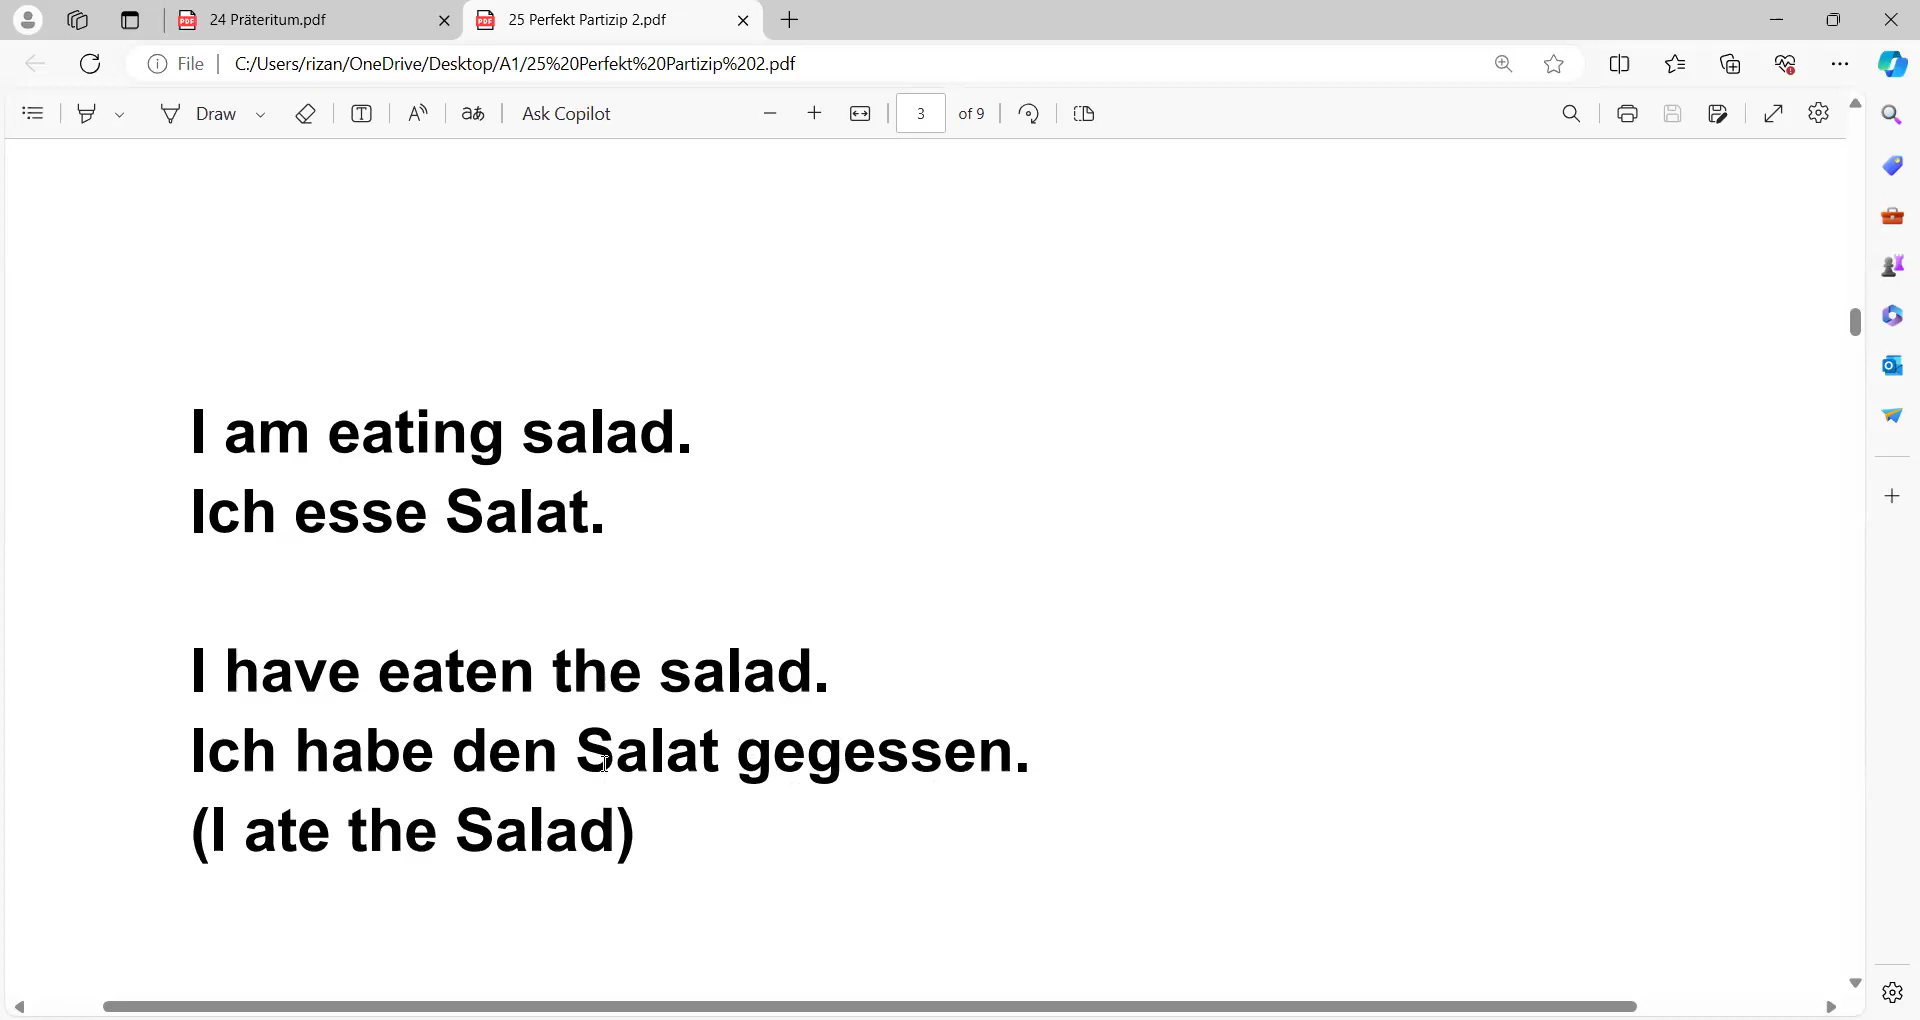 24 Präteritum.pdf
25 Perfekt Partizip 2.pdf
File
C:/Users/rizan/OneDrive/Desktop/A1/25%20Perfekt%20Partizip%202.pdf
Draw
Ask Copilot
3 of 9
I am eating salad.
Ich esse Salat.
I have eaten the salad.
Ich habe den Salat gegessen.
(I ate the Salad)